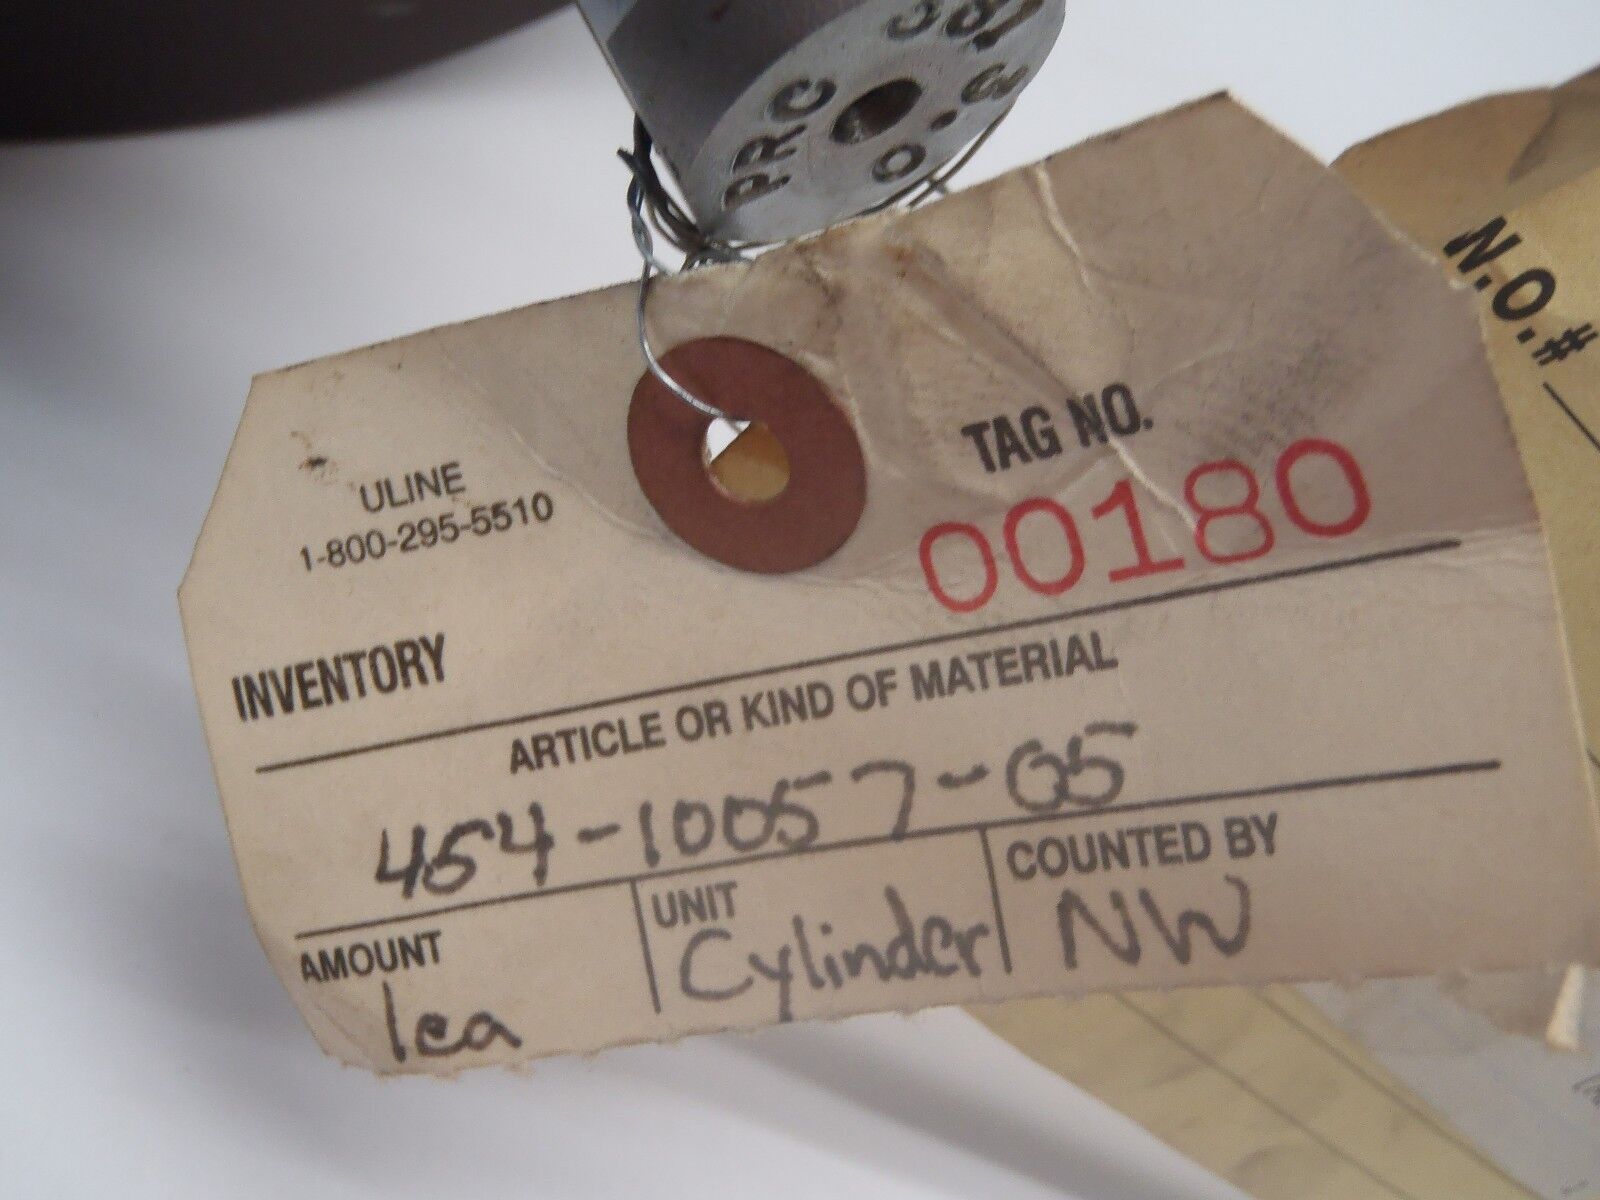 PRC
ULINE
1-800-295-5510
TAG NO.
00180
INVENTORY
ARTICLE OR KIND OF MATERIAL
454-10057-05
AMOUNT
1ea
UNIT
Cylinder
COUNTED BY
NW
N.O.#